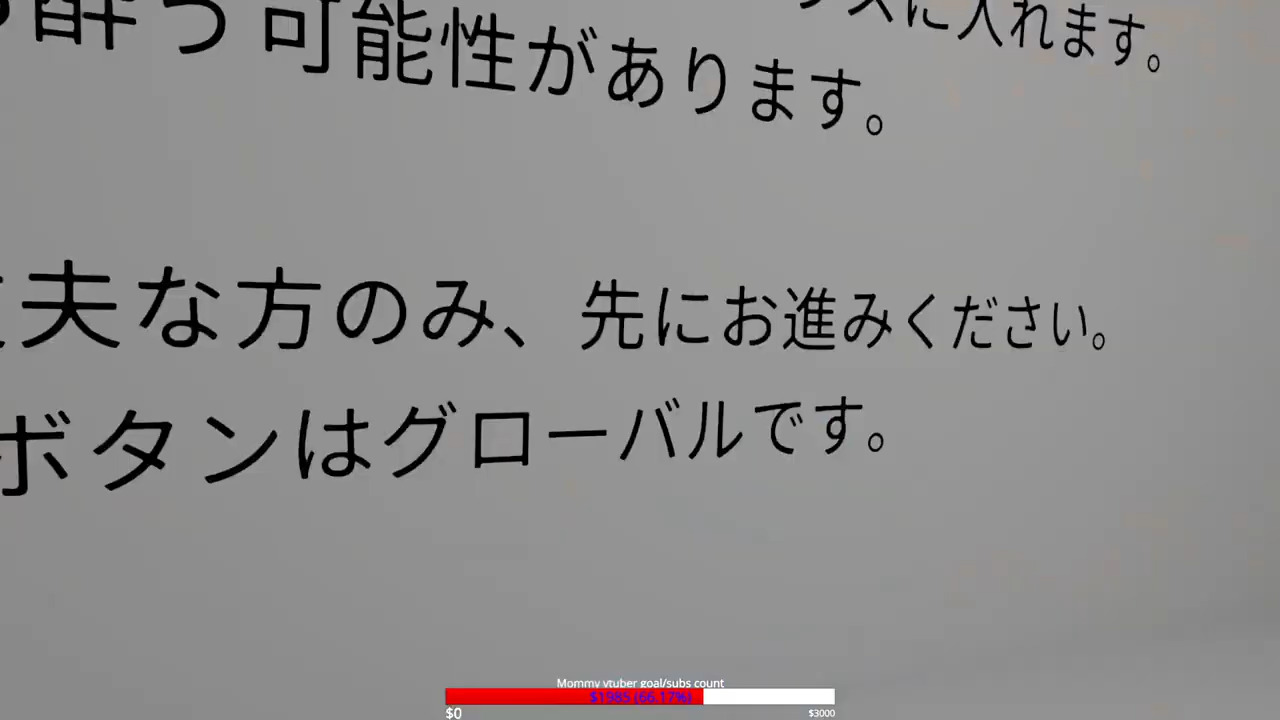 スに入れます。
酔う可能性があります。
丈夫な方のみ、先にお進みください。
ボタンはグローバルです。
Mommy vtuber goal/subs count
$1985 (66.17%)
$0
$3000